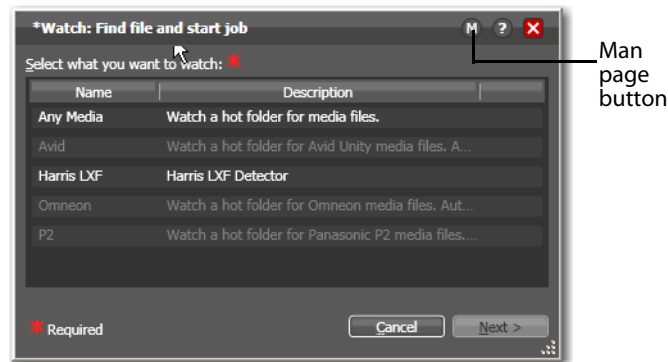 *Watch: Find file and start job M ? X
Select what you want to watch: *
Name Description
Any Media Watch a hot folder for media files.
Avid Watch a hot folder for Avid Unity media files. A...
Harris LXF Harris LXF Detector
Omneon Watch a hot folder for Omneon media files. Aut...
P2 Watch a hot folder for Panasonic P2 media files....
* Required Cancel Next >
Man
page
button